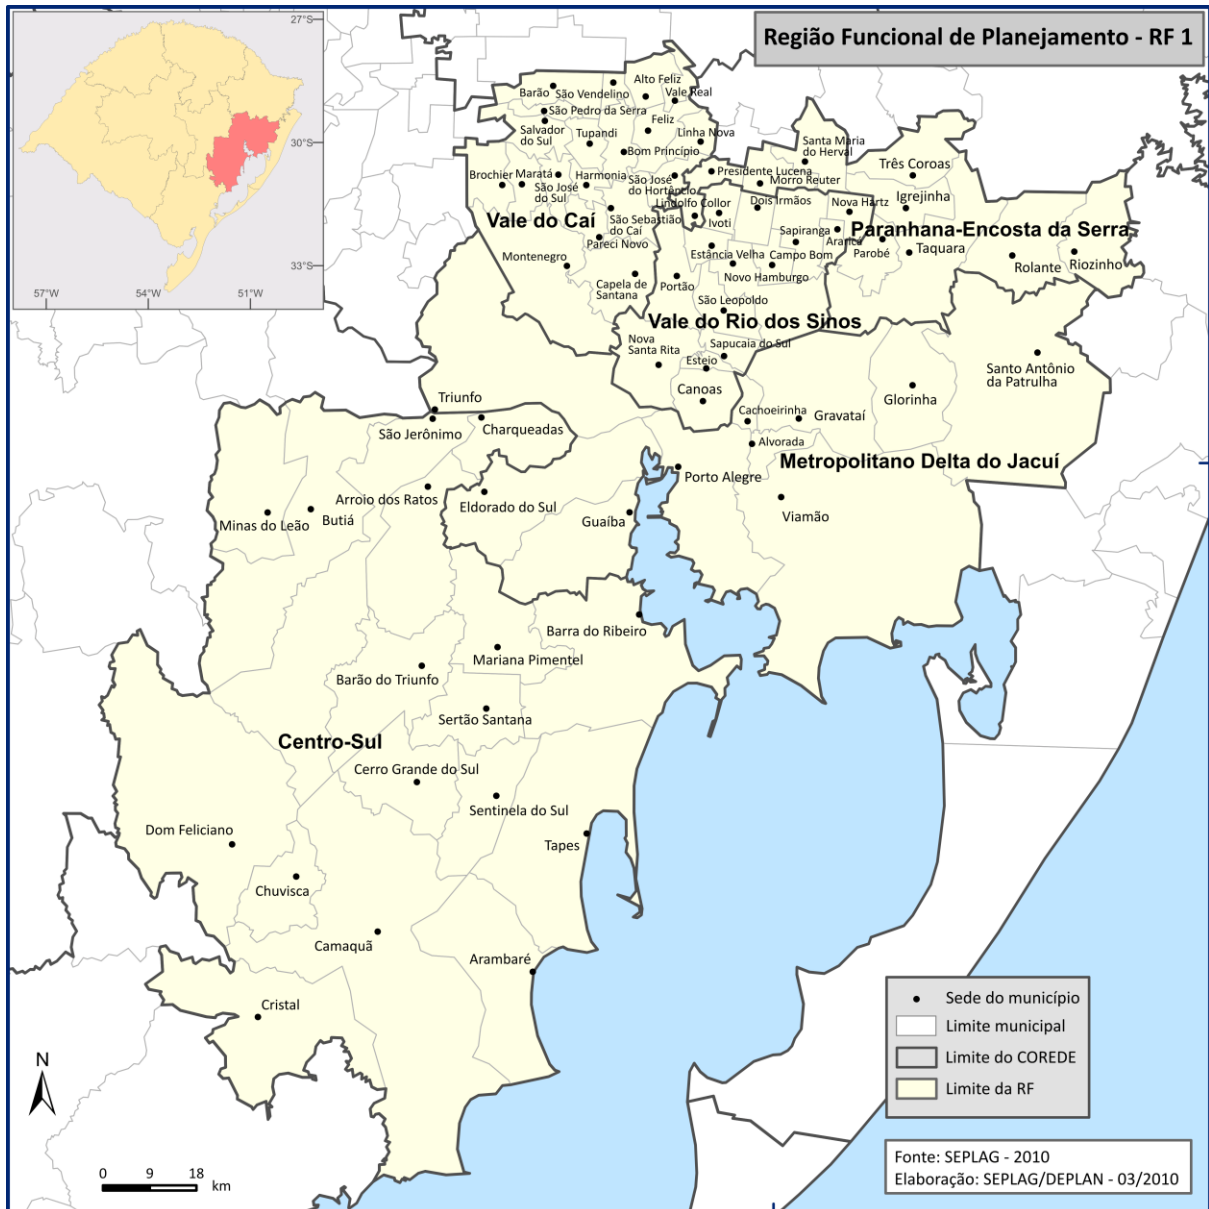 Região Funcional de Planejamento - RF 1
27°S
30°S
33°S
57°W
54°W
51°W
Alto Feliz
Barão
São Vendelino
Vale Real
São Pedro da Serra
Feliz
Salvador
do Sul
Tupandi
Linha Nova
Bom Princípio
Santa Maria
do Herval
Três Coroas
Brochier
Maratá
Harmonia
São José
do Sul
São José
do Hortêncio
Presidente Lucena
Morro Reuter
Lindolfo Collor
Dois Irmãos
Nova Hartz
Igrejinha
Vale do Caí
São Sebastião
do Caí
Ivoti
Sapiranga
Araricá
Paranhana-Encosta da Serra
Pareci Novo
Montenegro
Estância Velha
Campo Bom
Parobé
Taquara
Rolante
Riozinho
Novo Hamburgo
Capela de
Santana
Portão
São Leopoldo
Vale do Rio dos Sinos
Nova
Santa Rita
Sapucaia do Sul
Esteio
Santo Antônio
da Patrulha
Canoas
Glorinha
Triunfo
Cachoeirinha
Gravataí
São Jerônimo
Charqueadas
Alvorada
Metropolitano Delta do Jacuí
Porto Alegre
Arroio dos Ratos
Eldorado do Sul
Viamão
Minas do Leão
Butiá
Guaíba
Barra do Ribeiro
Mariana Pimentel
Barão do Triunfo
Sertão Santana
Centro-Sul
Cerro Grande do Sul
Sentinela do Sul
Dom Feliciano
Tapes
Chuvisca
Camaquã
Arambaré
Cristal
Sede do município
Limite municipal
Limite do COREDE
Limite da RF
N
0 9 18
km
Fonte: SEPLAG - 2010
Elaboração: SEPLAG/DEPLAN - 03/2010